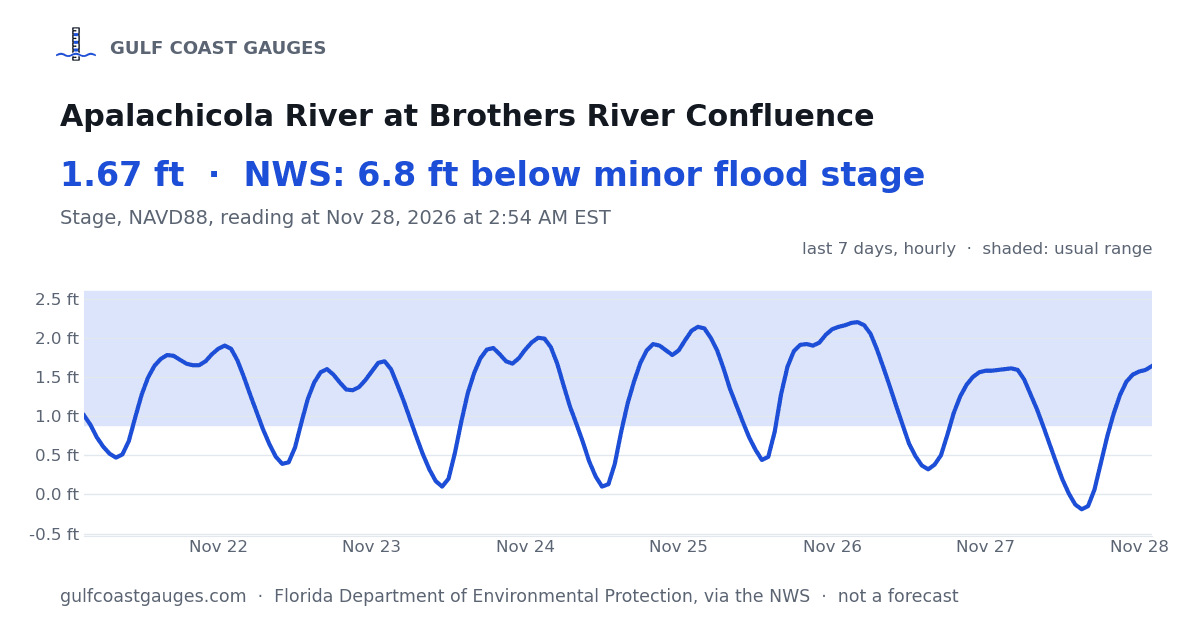 GULF COAST GAUGES
Apalachicola River at Brothers River Confluence
1.67 ft · NWS: 6.8 ft below minor flood stage
Stage, NAVD88, reading at Nov 28, 2026 at 2:54 AM EST
last 7 days, hourly · shaded: usual range
2.5 ft
2.0 ft
1.5 ft
1.0 ft
0.5 ft
0.0 ft
-0.5 ft
Nov 22 Nov 23 Nov 24 Nov 25 Nov 26 Nov 27 Nov 28
gulfcoastgauges.com · Florida Department of Environmental Protection, via the NWS · not a forecast